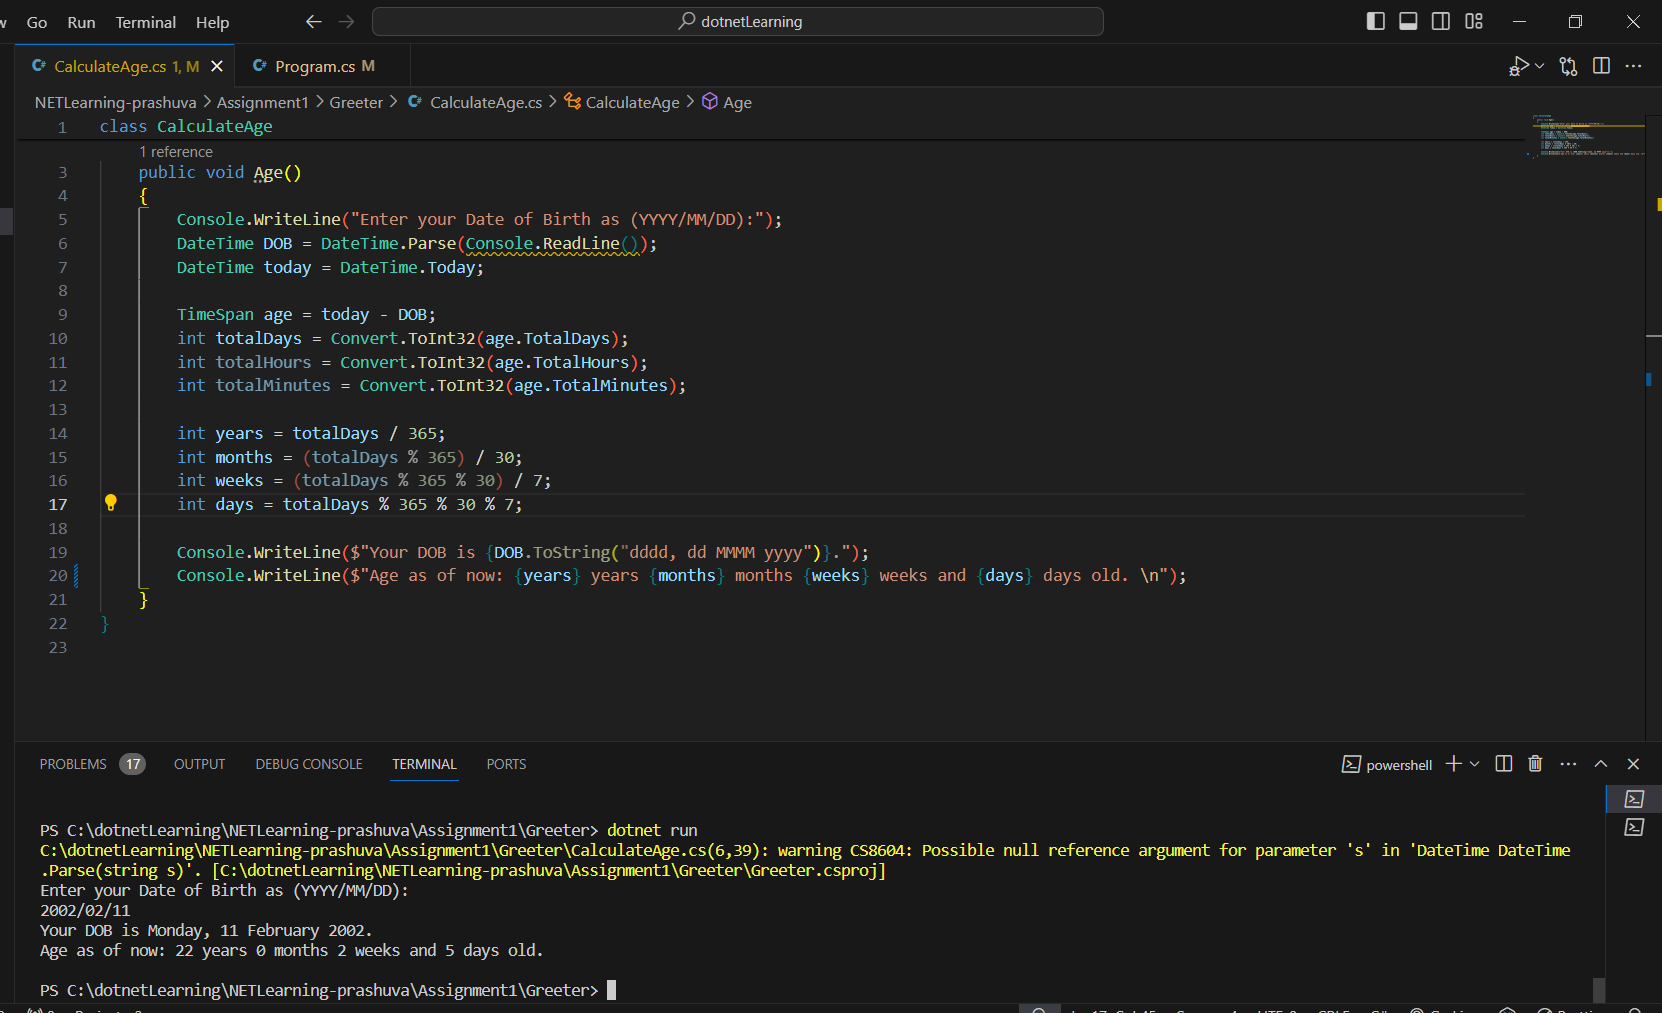 Go Run Terminal Help dotnetLearning
CalculateAge.cs 1, M Program.cs M
NETLearning-prashuva > Assignment1 > Greeter > CalculateAge.cs > CalculateAge > Age
1 class CalculateAge
1 reference
3 public void Age()
4 {
5 Console.WriteLine("Enter your Date of Birth as (YYYY/MM/DD):");
6 DateTime DOB = DateTime.Parse(Console.ReadLine());
7 DateTime today = DateTime.Today;
8
9 TimeSpan age = today - DOB;
10 int totalDays = Convert.ToInt32(age.TotalDays);
11 int totalHours = Convert.ToInt32(age.TotalHours);
12 int totalMinutes = Convert.ToInt32(age.TotalMinutes);
13
14 int years = totalDays / 365;
15 int months = (totalDays % 365) / 30;
16 int weeks = (totalDays % 365 % 30) / 7;
17 int days = totalDays % 365 % 30 % 7;
18
19 Console.WriteLine($"Your DOB is {DOB.ToString("dddd, dd MMMM yyyy")}.");
20 Console.WriteLine($"Age as of now: {years} years {months} months {weeks} weeks and {days} days old. \n");
21 }
22 }
23
PROBLEMS 17 OUTPUT DEBUG CONSOLE TERMINAL PORTS powershell
PS C:\dotnetLearning\NETLearning-prashuva\Assignment1\Greeter> dotnet run
C:\dotnetLearning\NETLearning-prashuva\Assignment1\Greeter\CalculateAge.cs(6,39): warning CS8604: Possible null reference argument for parameter 's' in 'DateTime DateTime
.Parse(string s)'. [C:\dotnetLearning\NETLearning-prashuva\Assignment1\Greeter\Greeter.csproj]
Enter your Date of Birth as (YYYY/MM/DD):
2002/02/11
Your DOB is Monday, 11 February 2002.
Age as of now: 22 years 0 months 2 weeks and 5 days old.
PS C:\dotnetLearning\NETLearning-prashuva\Assignment1\Greeter>